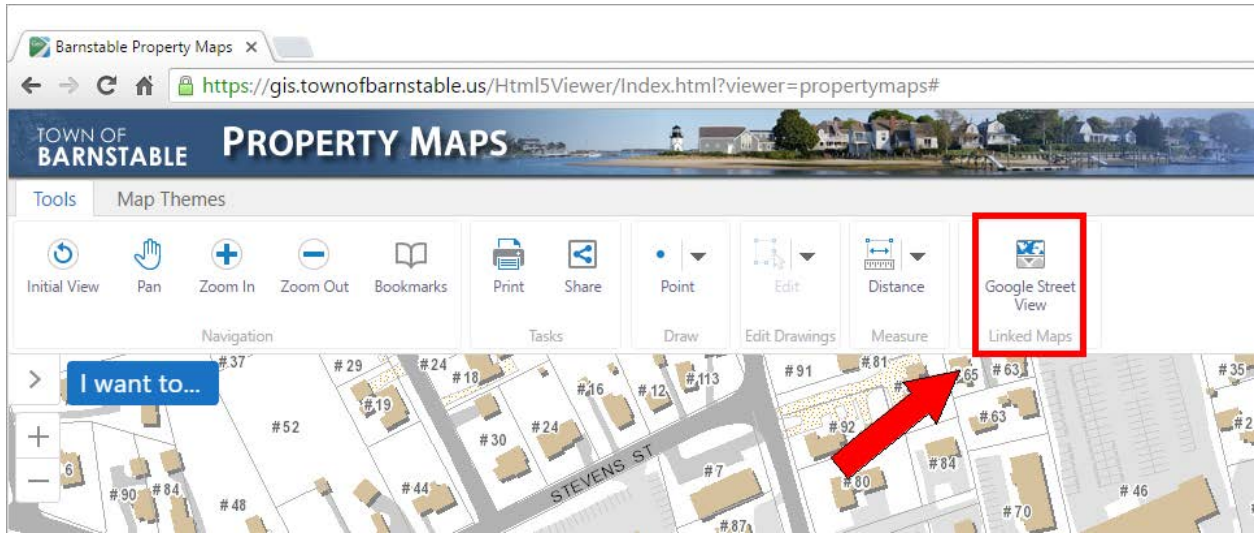 Barnstable Property Maps
https://gis.townofbarnstable.us/Html5Viewer/Index.html?viewer=propertymaps#
TOWN OF
BARNSTABLE
PROPERTY MAPS
Tools Map Themes
Initial View Pan Zoom In Zoom Out Bookmarks Print Share Point Edit Distance Google Street
View
Navigation Tasks Draw Edit Drawings Measure Linked Maps
I want to...
#37 #29 #24 #18 #16 #12 #113 #91 #81 65 #63 #35
#19
#52 #30 #24 #92 #63 #2
6 #90 #84 #48 #44 STEVENS ST #7 #80 #84 #46
#87 #70